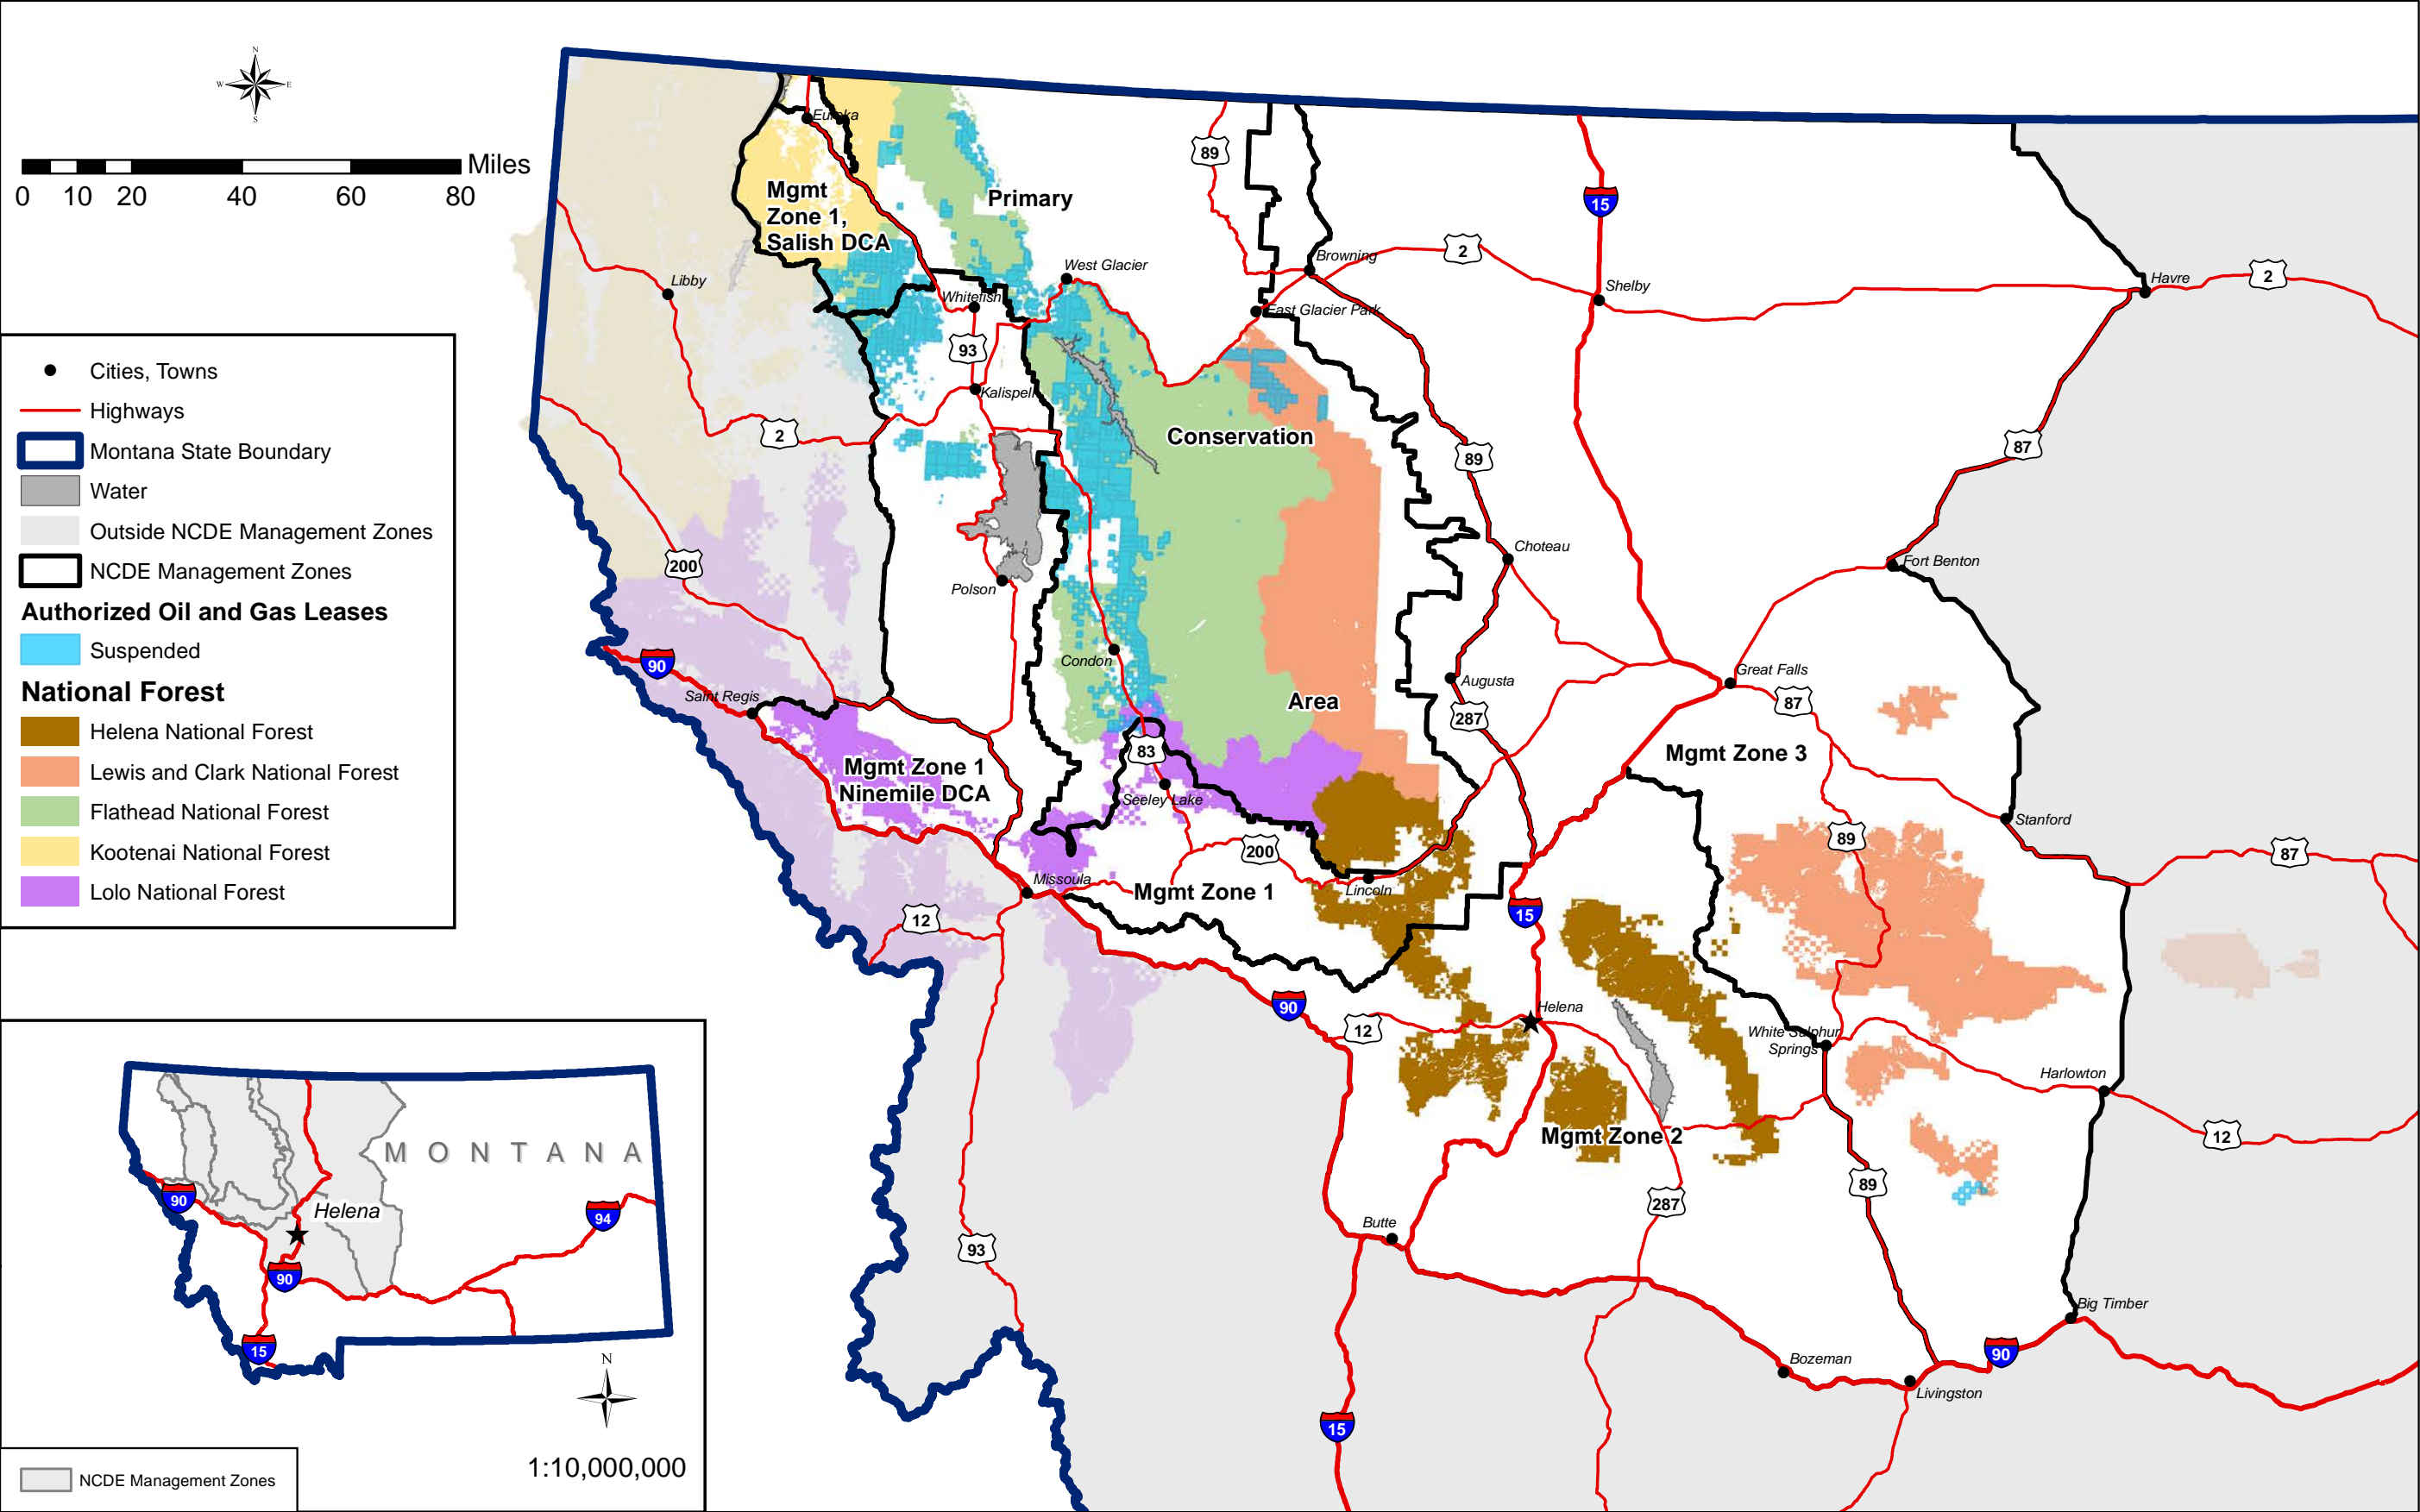 N
W
E
S
Miles
0 10 20 40 60 80
Cities, Towns
Highways
Montana State Boundary
Water
Outside NCDE Management Zones
NCDE Management Zones
Authorized Oil and Gas Leases
Suspended
National Forest
Helena National Forest
Lewis and Clark National Forest
Flathead National Forest
Kootenai National Forest
Lolo National Forest
Eureka
Mgmt
Zone 1,
Salish DCA
Primary
89
15
West Glacier
Browning
2
Libby
Whitefish
East Glacier Park
Shelby
Havre
2
93
Kalispell
2
Conservation
89
87
200
Choteau
Fort Benton
Polson
90
Condon
Saint Regis
Area
Augusta
287
Great Falls
87
83
Mgmt Zone 1
Ninemile DCA
Seeley Lake
Mgmt Zone 3
200
89
Stanford
87
Missoula
Mgmt Zone 1
Lincoln
12
15
90
12
Helena
White Sulphur
Springs
Harlowton
Mgmt Zone 2
12
287
89
93
Butte
Big Timber
90
Bozeman
Livingston
15
MONTANA
90
Helena
94
90
15
N
1:10,000,000
NCDE Management Zones